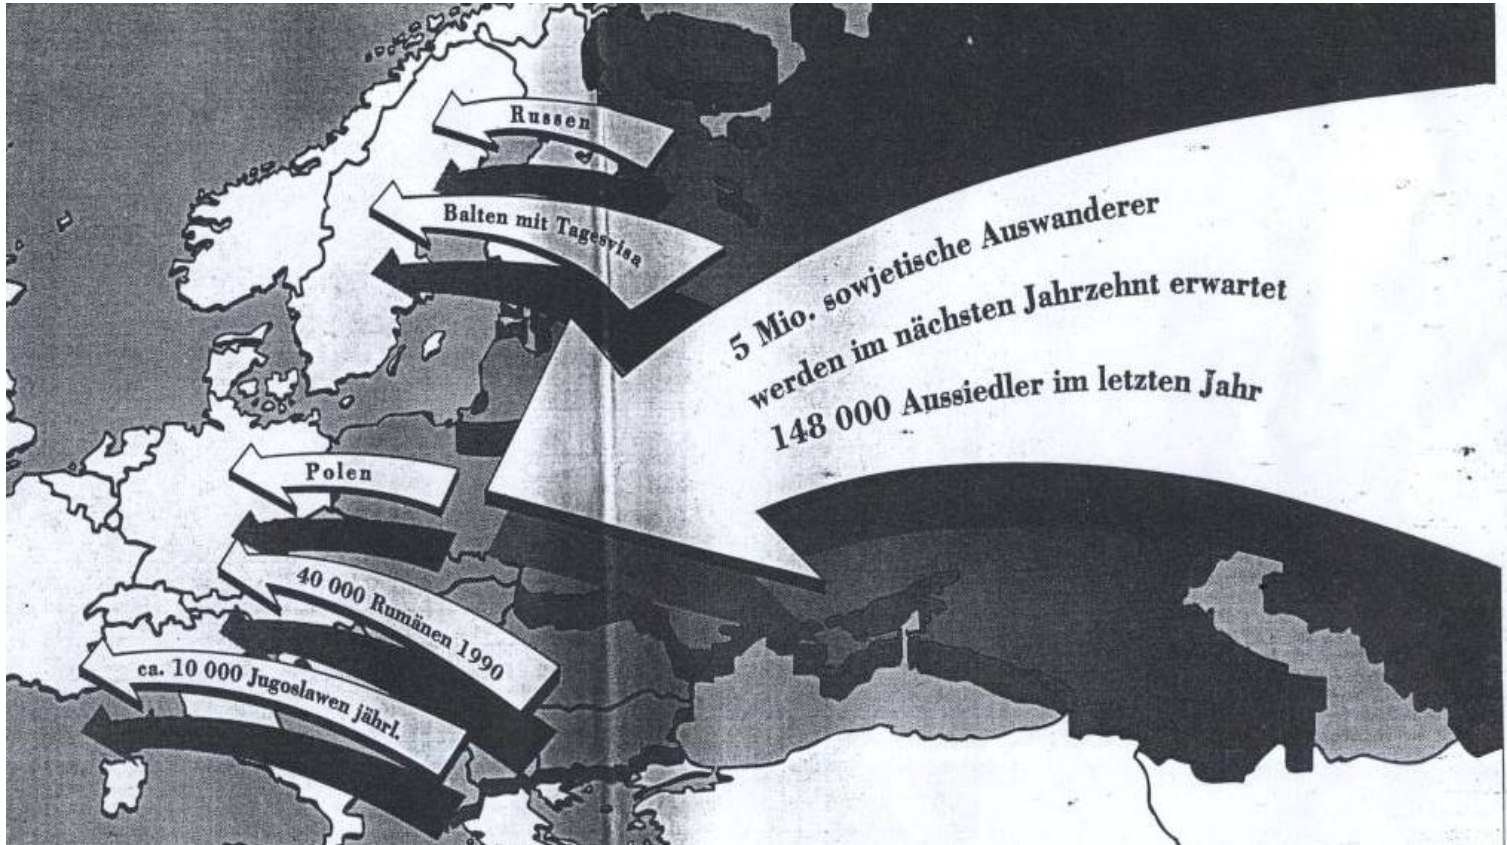 Russen
Balten mit Tagesvisa
5 Mio. sowjetische Auswanderer
werden im nächsten Jahrzehnt erwartet
148 000 Aussiedler im letzten Jahr
Polen
40 000 Rumänen 1990
ca. 10 000 Jugoslawen jährl.